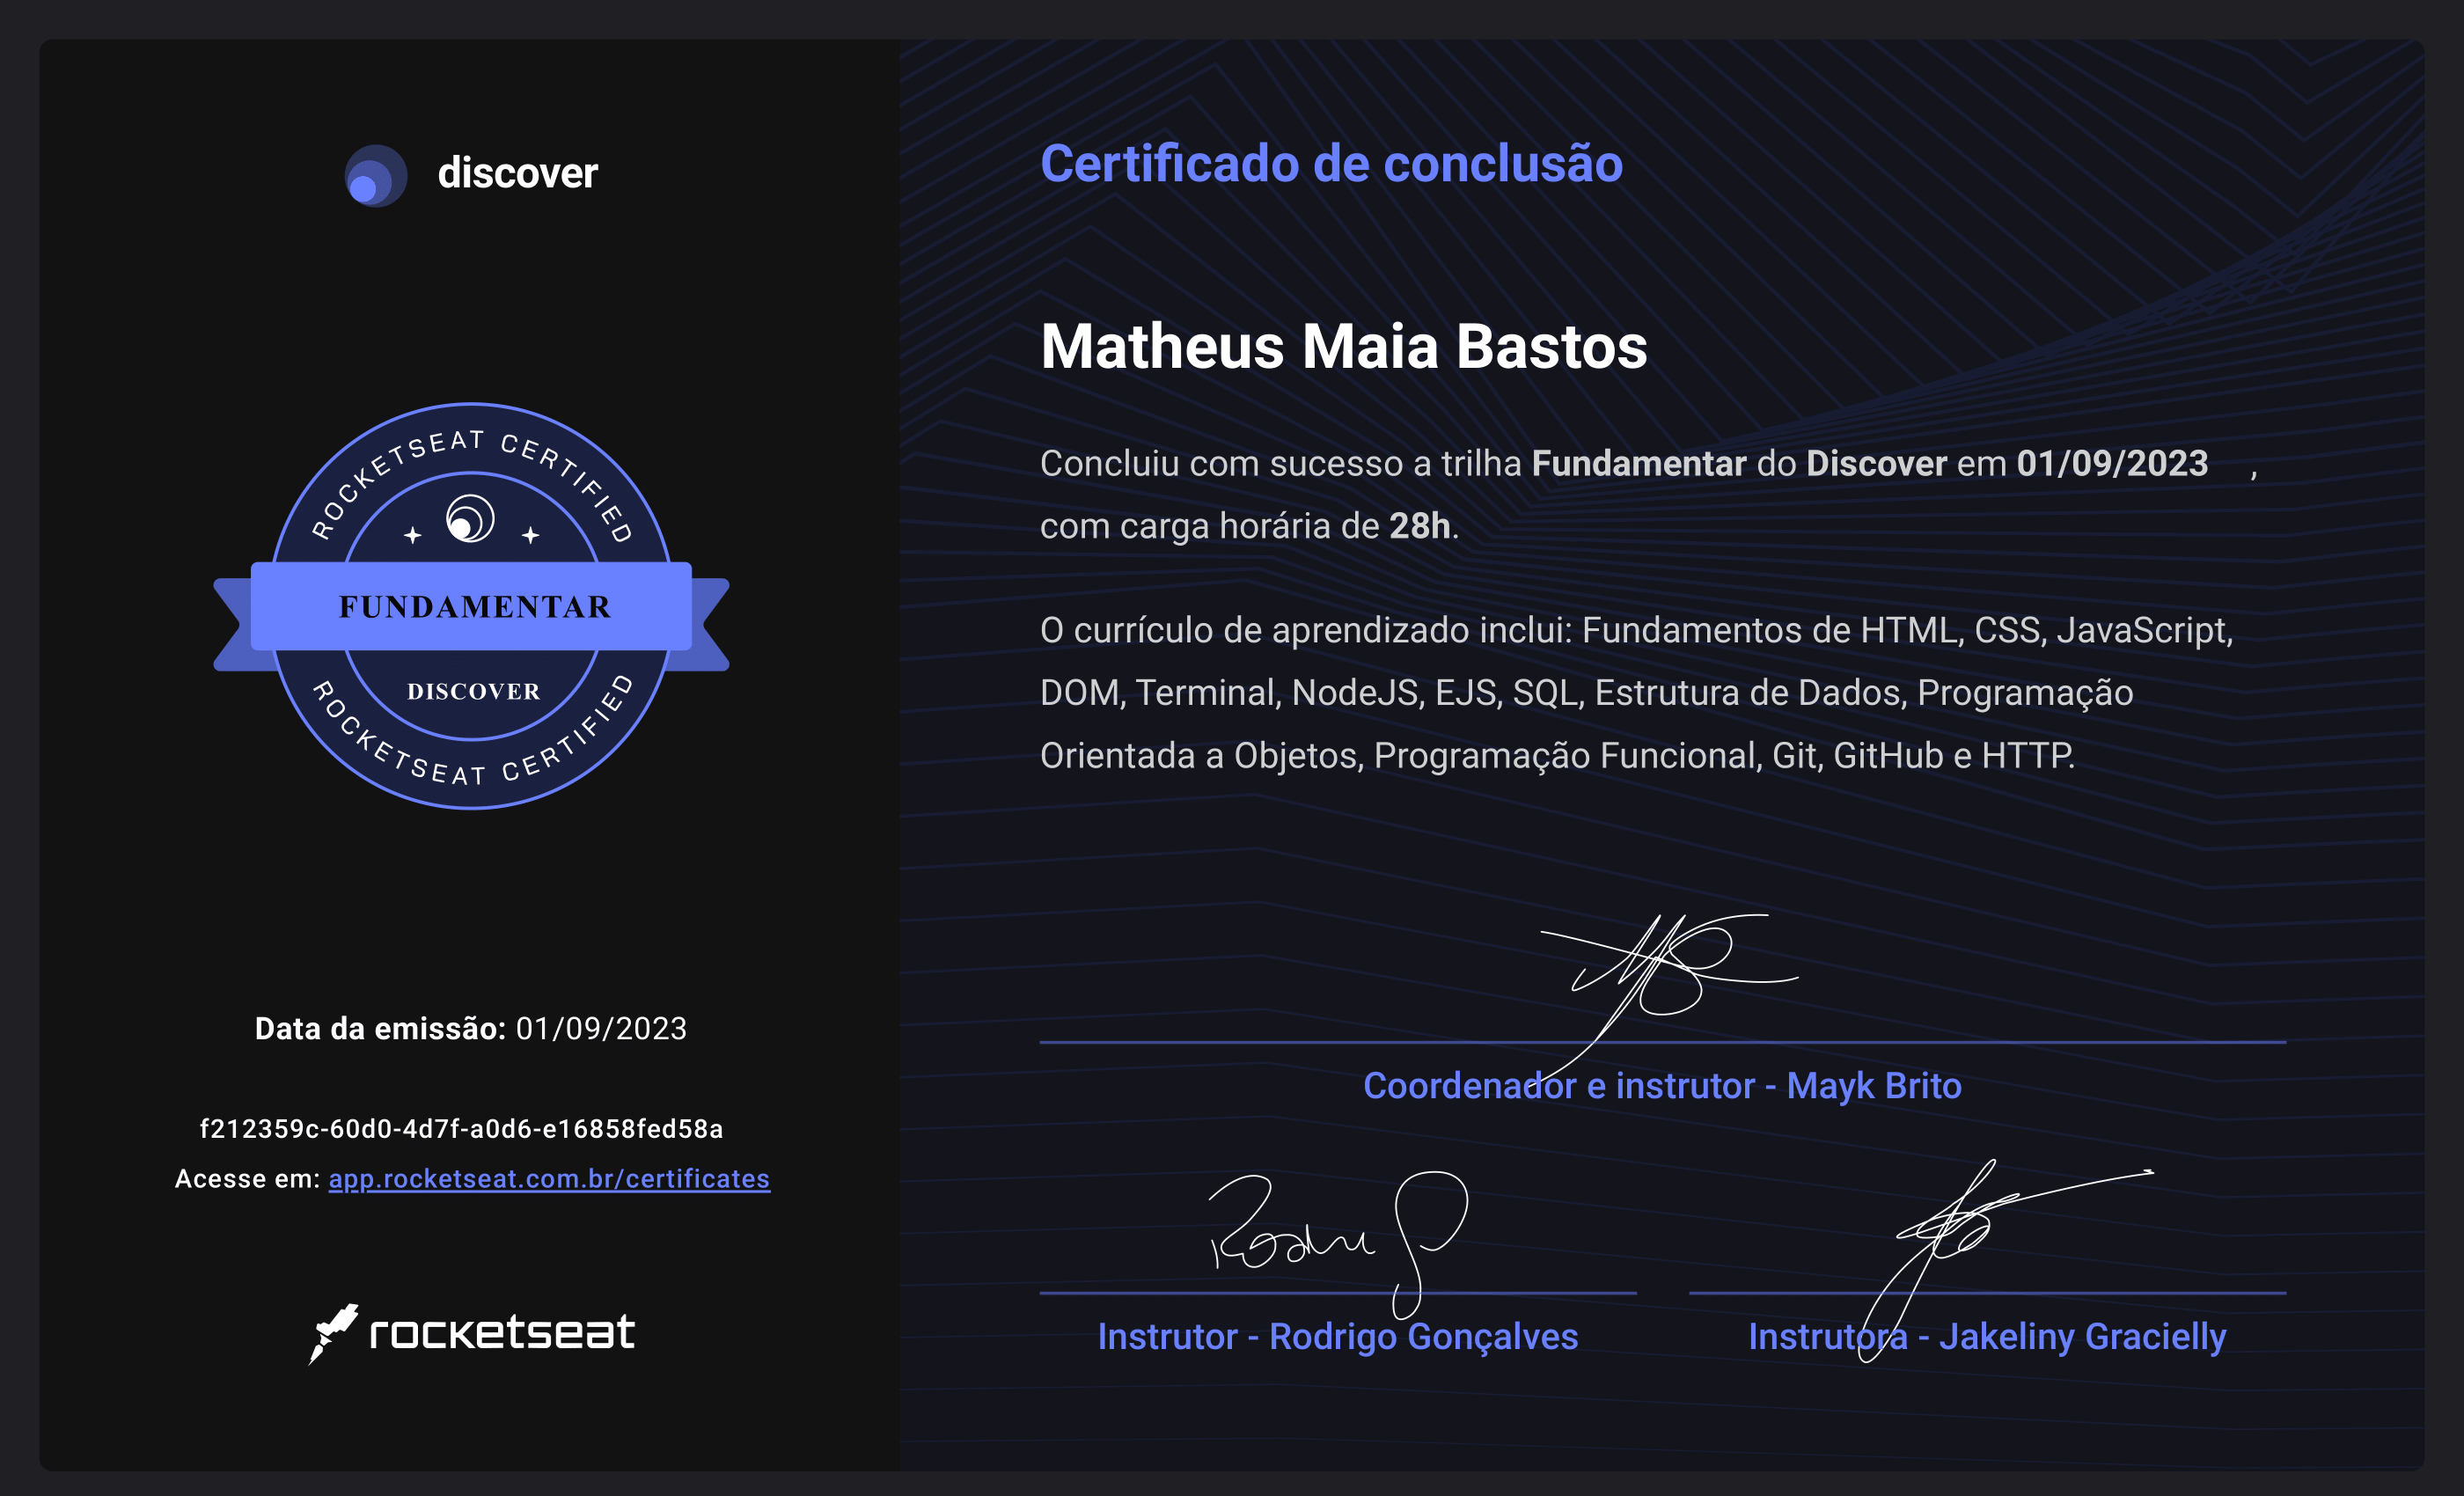 discover
ROCKETSEAT CERTIFIED
FUNDAMENTAR
DISCOVER
ROCKETSEAT CERTIFIED
Data da emissão: 01/09/2023
f212359c-60d0-4d7f-a0d6-e16858fed58a
Acesse em: app.rocketseat.com.br/certificates
rocketseat
Certificado de conclusão
Matheus Maia Bastos
Concluiu com sucesso a trilha Fundamentar do Discover em 01/09/2023 ,
com carga horária de 28h.
O currículo de aprendizado inclui: Fundamentos de HTML, CSS, JavaScript,
DOM, Terminal, NodeJS, EJS, SQL, Estrutura de Dados, Programação
Orientada a Objetos, Programação Funcional, Git, GitHub e HTTP.
Coordenador e instrutor - Mayk Brito
Instrutor - Rodrigo Gonçalves
Instrutora - Jakeliny Gracielly